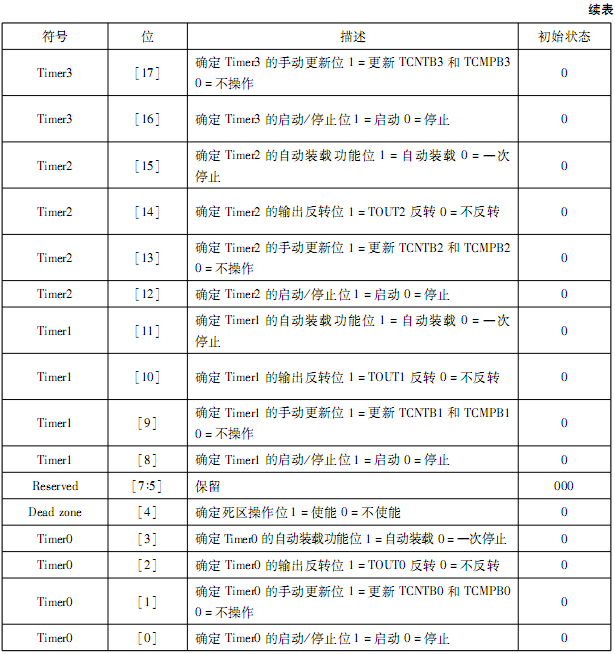 续表
符号 位 描述 初始状态
Timer3 [17] 确定 Timer3 的手动更新位 1 = 更新 TCNTB3 和 TCMPB3 0
0 = 不操作
Timer3 [16] 确定 Timer3 的启动/停止位 1 = 启动 0 = 停止 0
Timer2 [15] 确定 Timer2 的自动装载功能位 1 = 自动装载 0 = 一次 0
停止
Timer2 [14] 确定 Timer2 的输出反转位 1 = TOUT2 反转 0 = 不反转 0
Timer2 [13] 确定 Timer2 的手动更新位 1 = 更新 TCNTB2 和 TCMPB2 0
0 = 不操作
Timer2 [12] 确定 Timer2 的启动/停止位 1 = 启动 0 = 停止 0
Timer1 [11] 确定 Timer1 的自动装载功能位 1 = 自动装载 0 = 一次 0
停止
Timer1 [10] 确定 Timer1 的输出反转位 1 = TOUT1 反转 0 = 不反转 0
Timer1 [9] 确定 Timer1 的手动更新位 1 = 更新 TCNTB1 和 TCMPB1 0
0 = 不操作
Timer1 [8] 确定 Timer1 的启动/停止位 1 = 启动 0 = 停止 0
Reserved [7:5] 保留 000
Dead zone [4] 确定死区操作位 1 = 使能 0 = 不使能 0
Timer0 [3] 确定 Timer0 的自动装载功能位 1 = 自动装载 0 = 一次停止 0
Timer0 [2] 确定 Timer0 的输出反转位 1 = TOUT0 反转 0 = 不反转 0
Timer0 [1] 确定 Timer0 的手动更新位 1 = 更新 TCNTB0 和 TCMPB0 0
0 = 不操作
Timer0 [0] 确定 Timer0 的启动/停止位 1 = 启动 0 = 停止 0